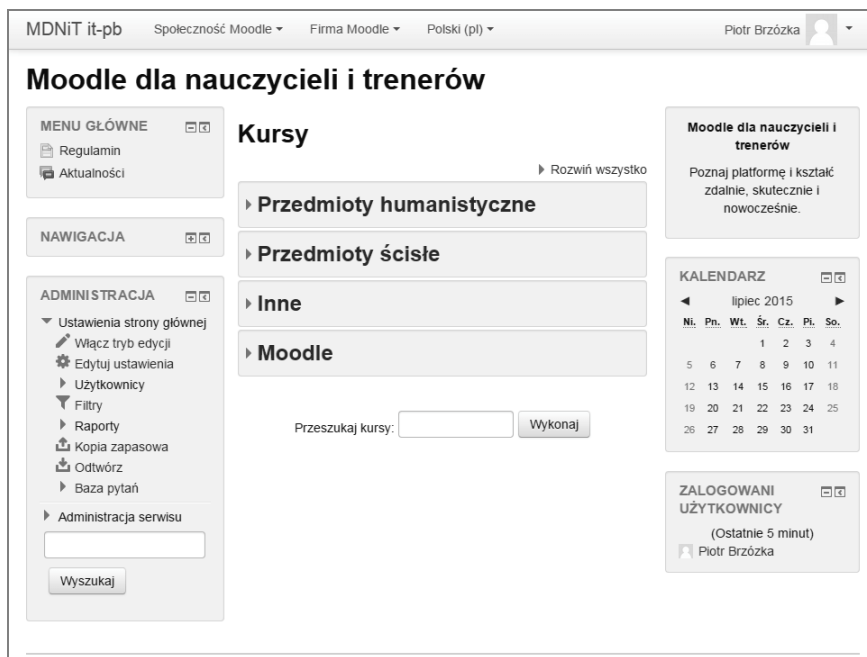 MDNiT it-pb Społeczność Moodle Firma Moodle Polski (pl) Piotr Brzózka
Moodle dla nauczycieli i trenerów
MENU GŁÓWNE
Regulamin
Aktualności
NAWIGACJA
ADMINISTRACJA
Ustawienia strony głównej
Włącz tryb edycji
Edytuj ustawienia
Użytkownicy
Filtry
Raporty
Kopia zapasowa
Odtwórz
Baza pytań
Administracja serwisu
Wyszukaj
Kursy
Rozwiń wszystko
Przedmioty humanistyczne
Przedmioty ścisłe
Inne
Moodle
Przeszukaj kursy: Wykonaj
Moodle dla nauczycieli i
trenerów
Poznaj platformę i kształć
zdalnie, skutecznie i
nowocześnie.
KALENDARZ
lipiec 2015
Ni. Pn. Wt. Śr. Cz. Pi. So.
1 2 3 4
5 6 7 8 9 10 11
12 13 14 15 16 17 18
19 20 21 22 23 24 25
26 27 28 29 30 31
ZALOGOWANI
UŻYTKOWNICY
(Ostatnie 5 minut)
Piotr Brzózka